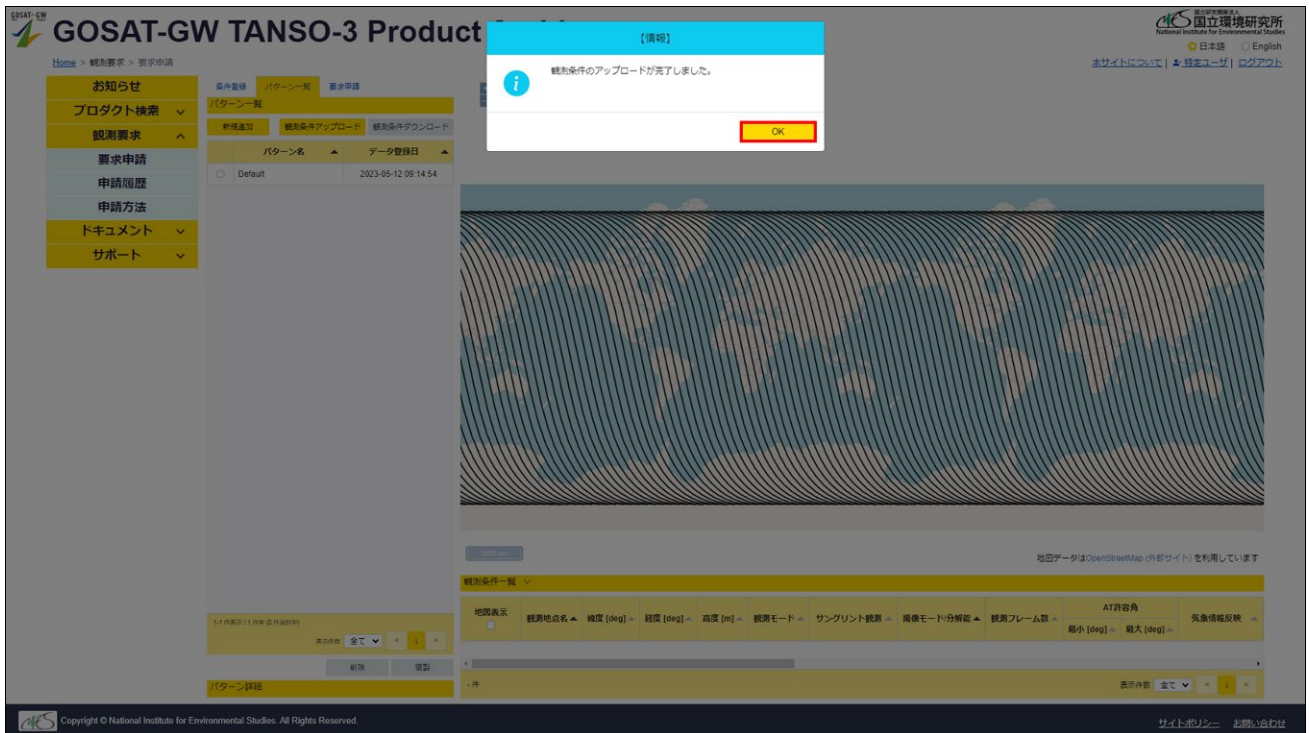 GOSAT-GW
GOSAT-GW TANSO-3 Product
国立研究開発法人
国立環境研究所
National Institute for Environmental Studies
日本語 English
Home > 観測要求 > 要求申請
本サイトについて | 特定ユーザ | ログアウト
【情報】
観測条件のアップロードが完了しました。
OK
お知らせ
プロダクト検索
観測要求
要求申請
申請履歴
申請方法
ドキュメント
サポート
条件登録 パターン一覧 要求申請
パターン一覧
新規追加 観測条件アップロード 観測条件ダウンロード
パターン名 ▲ データ登録日 ▲
Default 2023-05-12 09:14:54
地図データはOpenStreetMap (外部サイト) を利用しています
観測条件一覧
地図表示 観測地点名 ▲ 緯度 [deg] 経度 [deg] 高度 [m] 観測モード サングリント観測 撮像モード/分解能 ▲ 観測フレーム数 AT許容角 気象情報反映
最小 [deg] 最大 [deg]
1-1 件表示 / 1 件中 (0 件選択中)
表示件数 全て « 1 »
削除 複製
パターン詳細
- 件 表示件数 全て « 1 »
Copyright © National Institute for Environmental Studies. All Rights Reserved.
サイトポリシー お問い合わせ